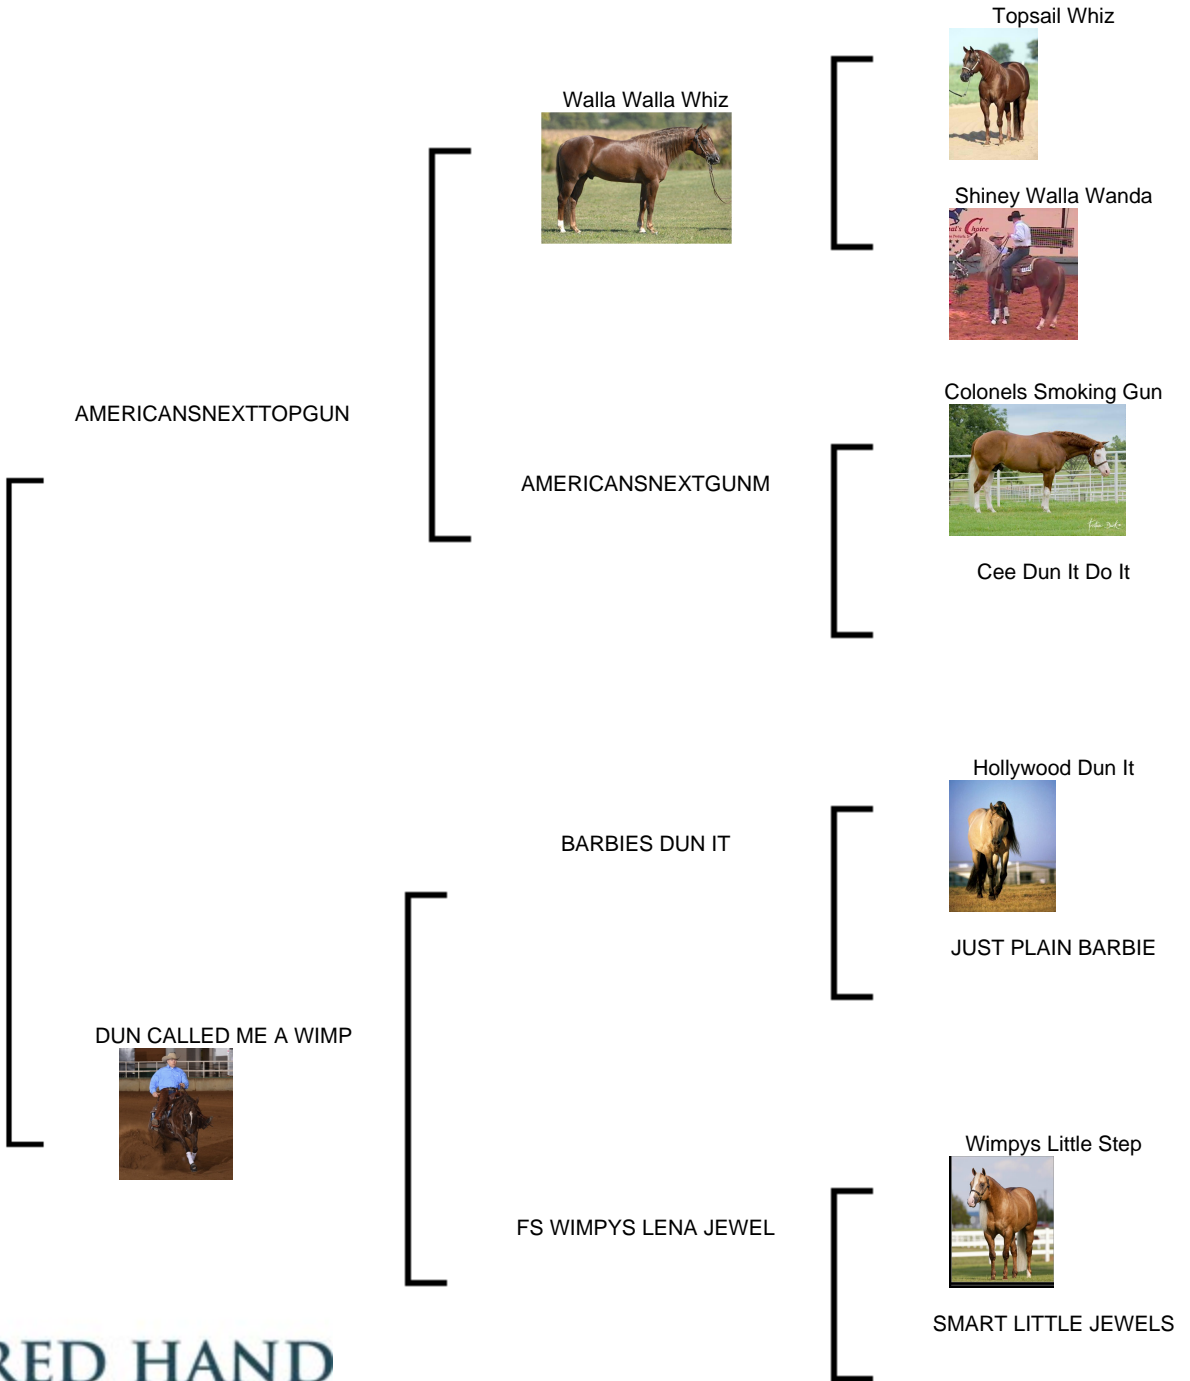 Topsail Whiz
Walla Walla Whiz
Shiney Walla Wanda
Colonels Smoking Gun
AMERICANSNEXTTOPGUN
AMERICANSNEXTGUNM
Cee Dun It Do It
Hollywood Dun It
BARBIES DUN IT
JUST PLAIN BARBIE
DUN CALLED ME A WIMP
Wimpys Little Step
FS WIMPYS LENA JEWEL
SMART LITTLE JEWELS
RED HAND